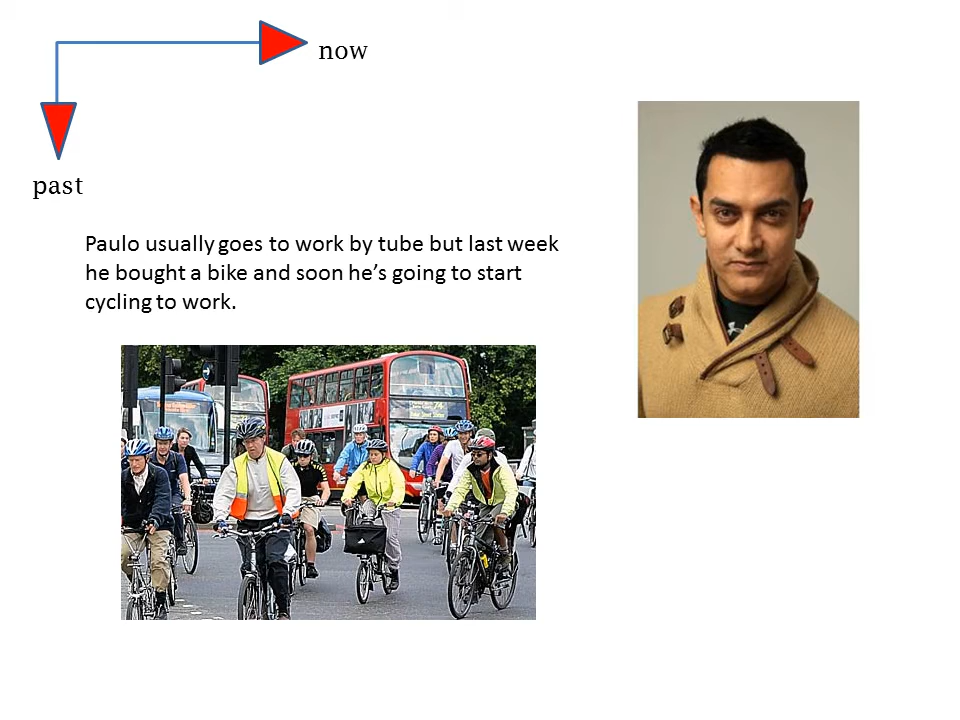 now
past
Paulo usually goes to work by tube but last week
he bought a bike and soon he’s going to start
cycling to work.